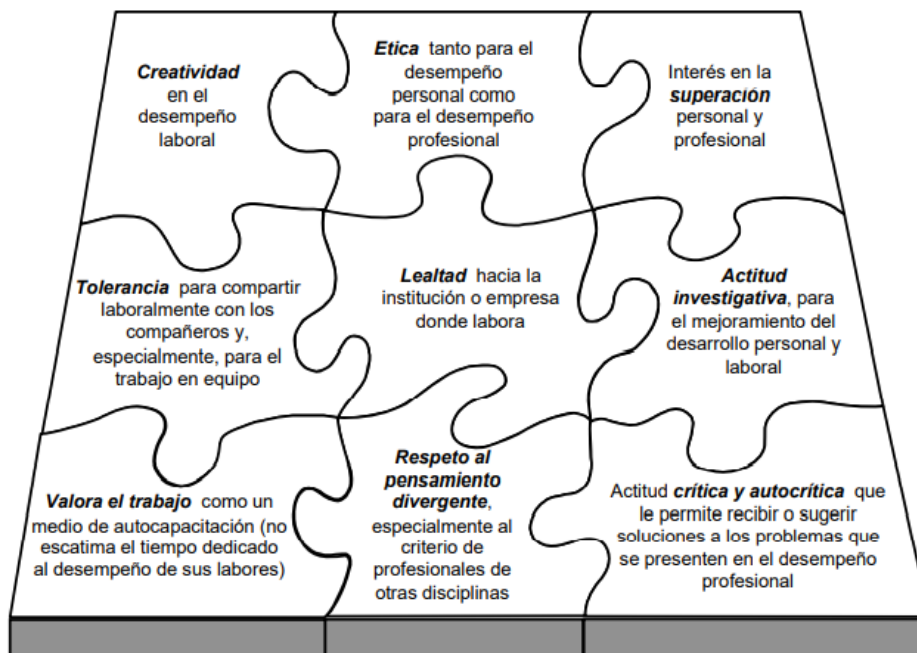 Creatividad
en el
desempeño
laboral
Etica tanto para el
desempeño
personal como
para el desempeño
profesional
Interés en la
superación
personal y
profesional
Tolerancia para compartir
laboralmente con los
compañeros y,
especialmente, para el
trabajo en equipo
Lealtad hacia la
institución o empresa
donde labora
Actitud
investigativa, para
el mejoramiento del
desarrollo personal y
laboral
Valora el trabajo como un
medio de autocapacitación (no
escatima el tiempo dedicado
al desempeño de sus labores)
Respeto al
pensamiento
divergente,
especialmente al
criterio de
profesionales de
otras disciplinas
Actitud crítica y autocrítica que
le permite recibir o sugerir
soluciones a los problemas que
se presenten en el desempeño
profesional